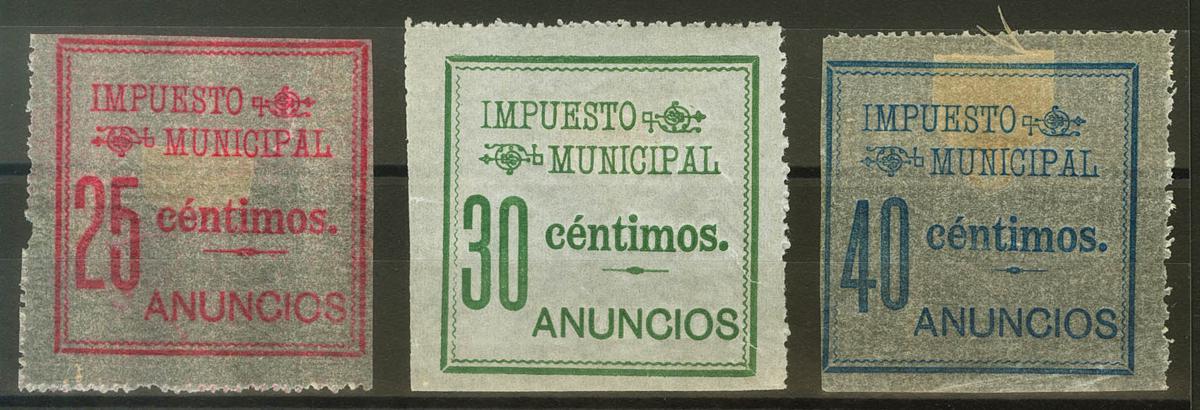 IMPUESTO
MUNICIPAL
25 céntimos.
ANUNCIOS
IMPUESTO
MUNICIPAL
30 céntimos.
ANUNCIOS
IMPUESTO
MUNICIPAL
40 céntimos.
ANUNCIOS